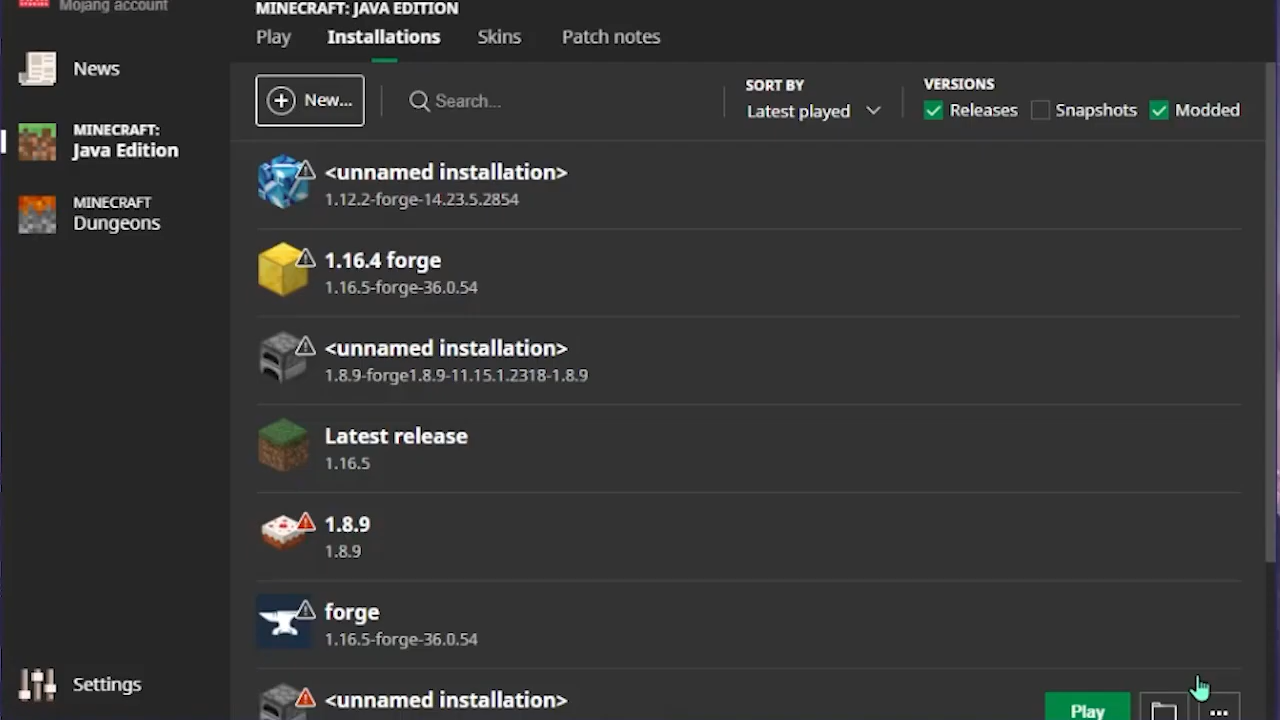 Mojang account
News
MINECRAFT:
Java Edition
MINECRAFT
Dungeons
Settings
MINECRAFT: JAVA EDITION
Play Installations Skins Patch notes
New...
Search...
SORT BY
Latest played
VERSIONS
Releases Snapshots Modded
<unnamed installation>
1.12.2-forge-14.23.5.2854
1.16.4 forge
1.16.5-forge-36.0.54
<unnamed installation>
1.8.9-forge1.8.9-11.15.1.2318-1.8.9
Latest release
1.16.5
1.8.9
1.8.9
forge
1.16.5-forge-36.0.54
<unnamed installation>
Play